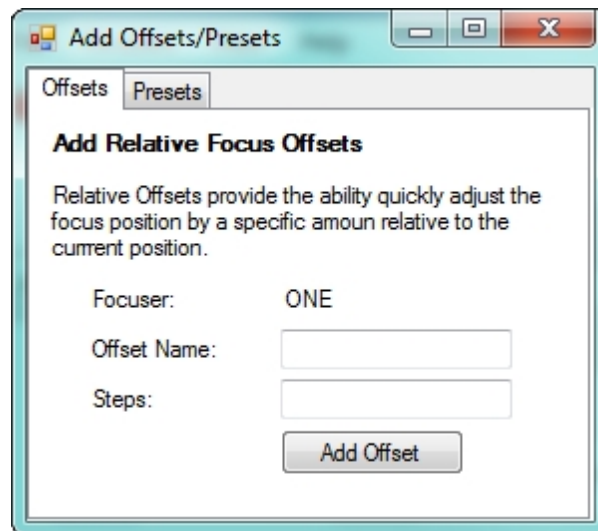 Add Offsets/Presets
Offsets Presets
Add Relative Focus Offsets
Relative Offsets provide the ability quickly adjust the
focus position by a specific amoun relative to the
current position.
Focuser: ONE
Offset Name:
Steps:
Add Offset